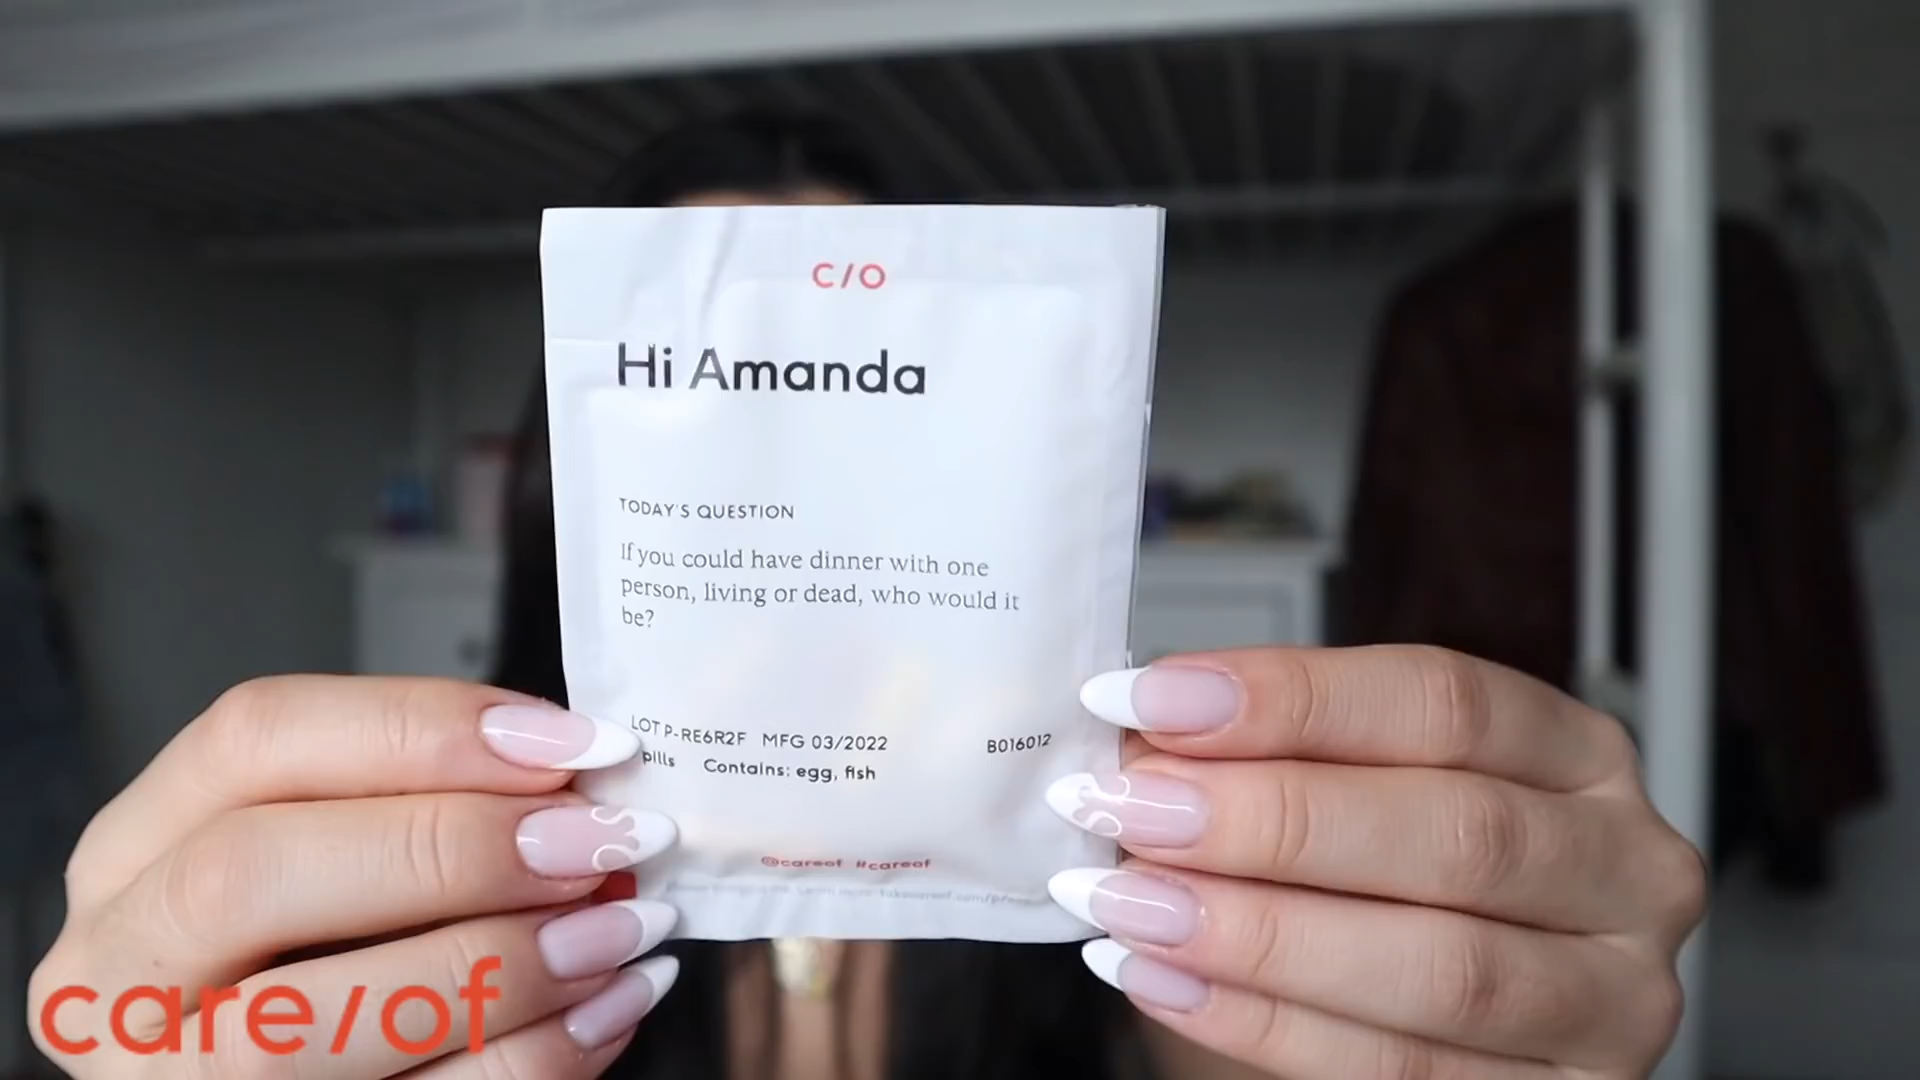 C/O
Hi Amanda
TODAY'S QUESTION
If you could have dinner with one
person, living or dead, who would it
be?
LOT P-RE6R2F MFG 03/2022 B016012
pills Contains: egg, fish
@careof #careof
care/of